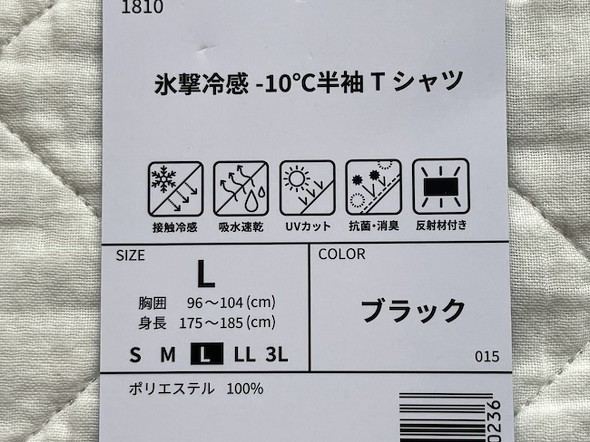 1810
氷撃冷感 -10℃半袖Tシャツ
接触冷感 吸水速乾 UVカット 抗菌・消臭 反射材付き
SIZE
L
胸囲 96～104(cm)
身長 175～185(cm)
S M L LL 3L
COLOR
ブラック
015
ポリエステル 100%
0236